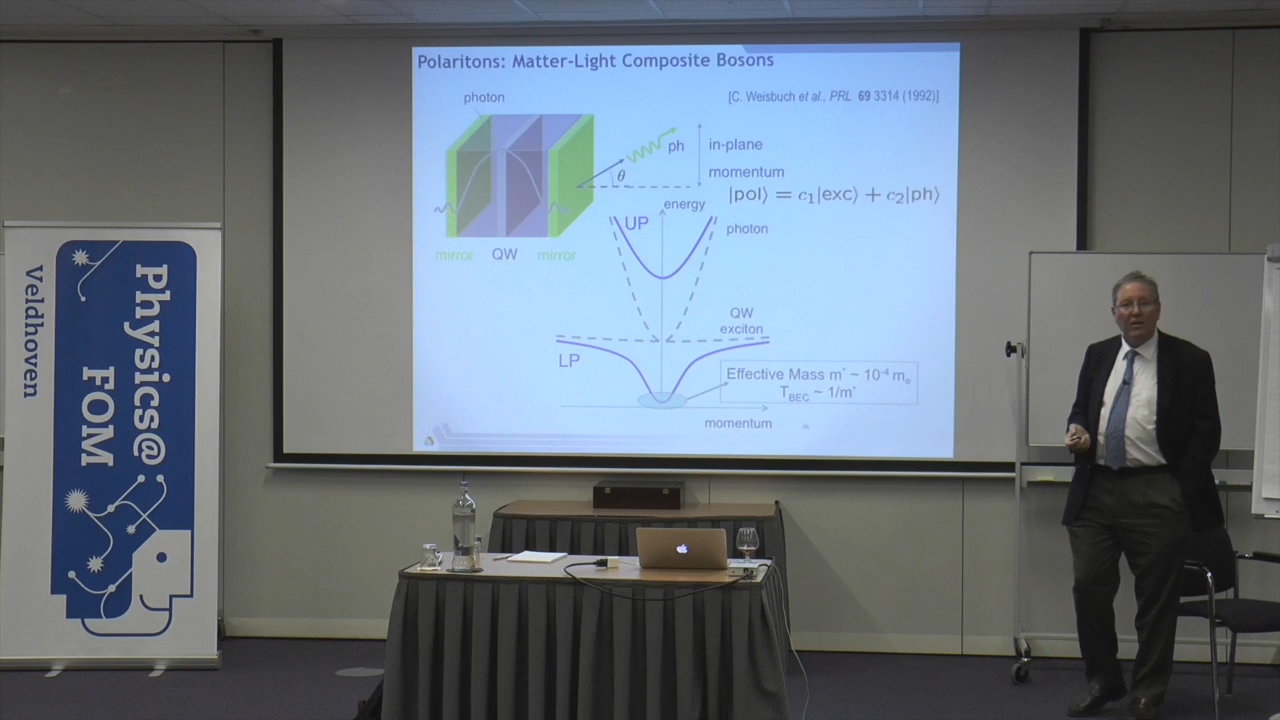 Polaritons: Matter-Light Composite Bosons
[C. Weisbuch et al., PRL 69 3314 (1992)]
photon
ph
θ
in-plane
momentum
|pol⟩ = c₁|exc⟩ + c₂|ph⟩
mirror QW mirror
energy
UP
photon
QW
exciton
LP
Effective Mass m* ~ 10⁻⁴ mₑ
T_BEC ~ 1/m*
momentum
Physics@
FOM
Veldhoven